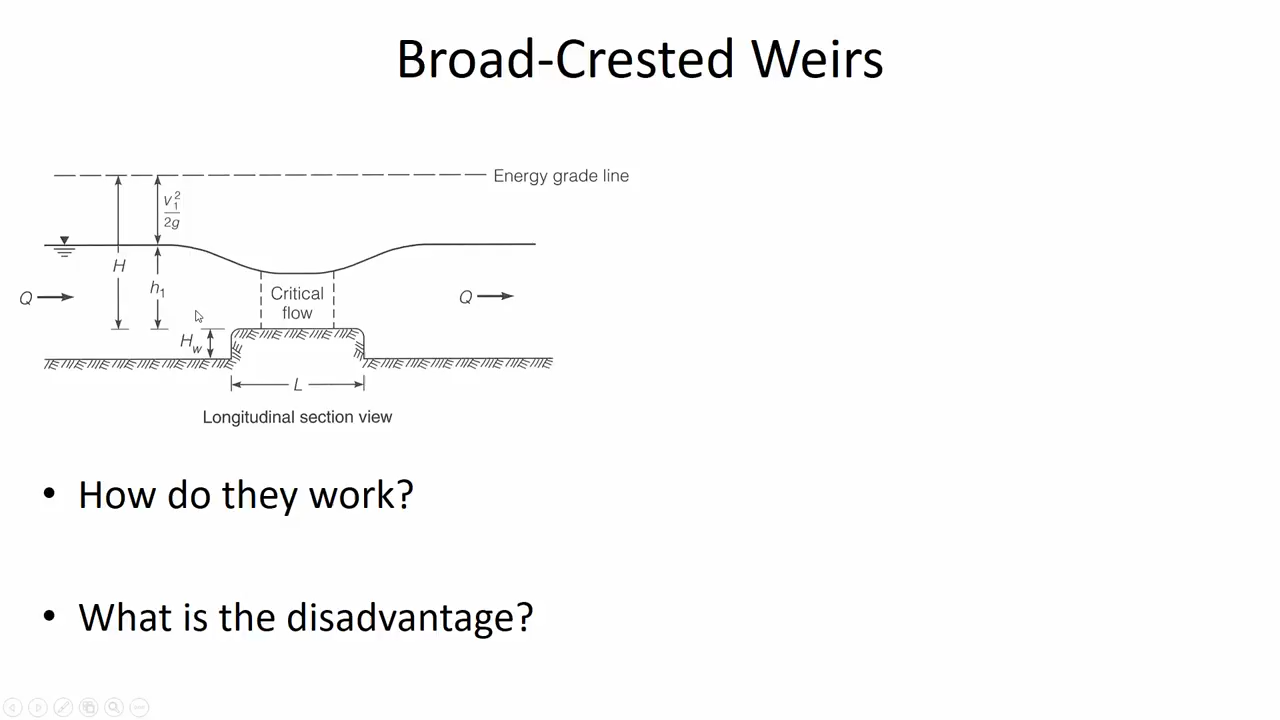 Broad-Crested Weirs
Energy grade line
V₁²
2g
H
h₁
Q
Critical
flow
Q
H_w
L
Longitudinal section view
• How do they work?
• What is the disadvantage?